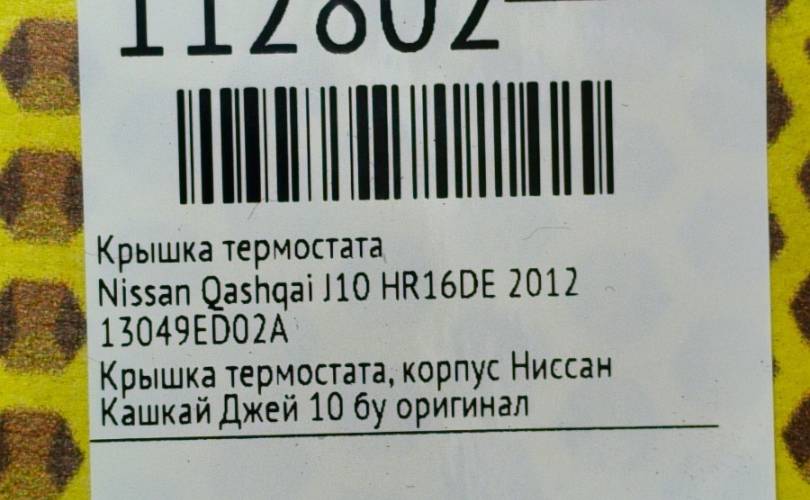 112802
Крышка термостата
Nissan Qashqai J10 HR16DE 2012
13049ED02A
Крышка термостата, корпус Ниссан
Кашкай Джей 10 бу оригинал